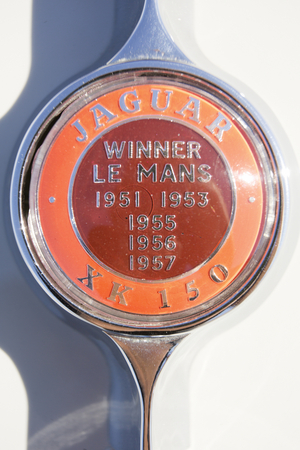 JAGUAR
WINNER
LE MANS
1951 1953
1955
1956
1957
XK 150